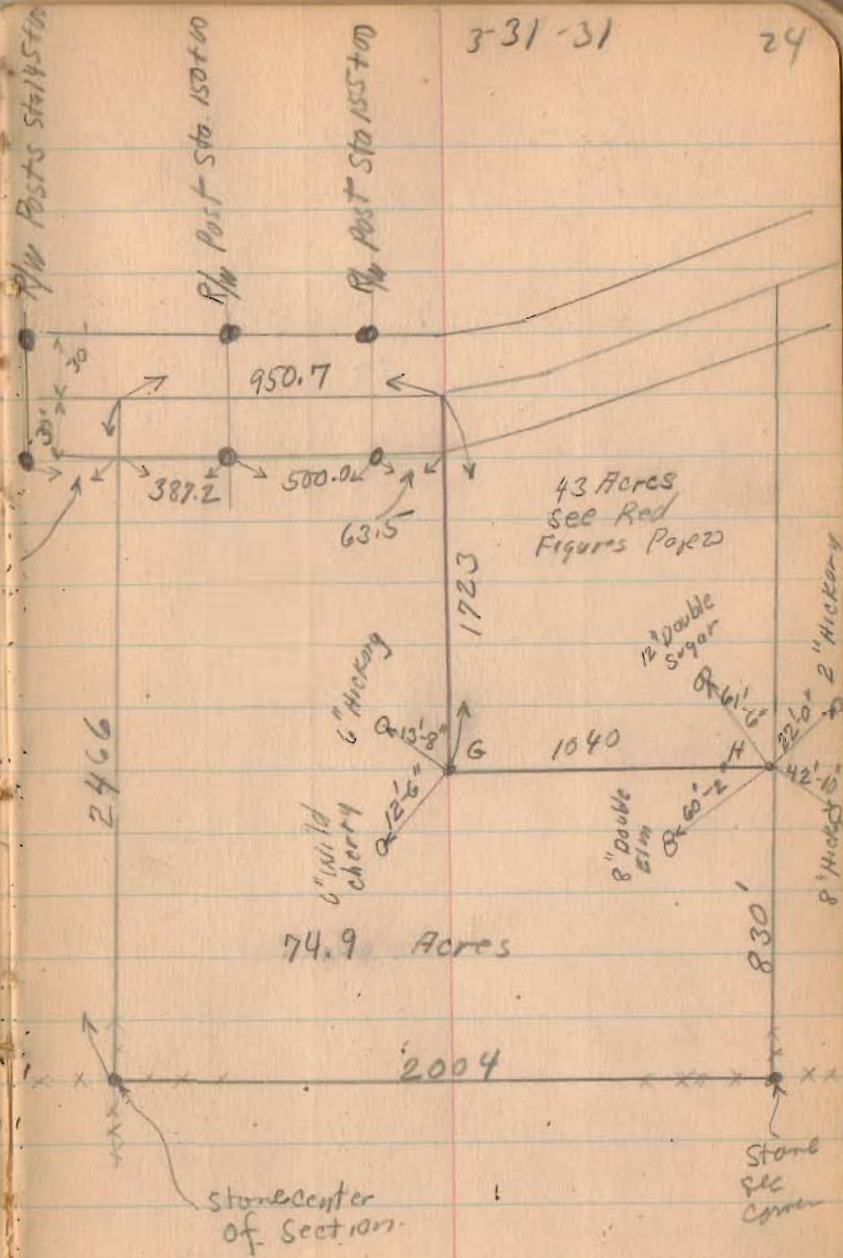 3-31-31
24
R/W Posts Sta 145+00
R/W Post Sta. 150+00
R/W Post Sta 155+00
30'
30'
950.7
387.2
500.0
63.5
43 Acres
see Red
Figures Page 20
1723
2466
6" Hickory
13'-8"
G
12'-6"
6" Wild
cherry
1040
H
12" Double
Sugar
61'-6"
22'-0"
2" Hickory
42'-10"
8" Hickory
60'-2
8" Double
Elm
830'
74.9 Acres
2004
Stone center
of Section.
Stone
sec
corner